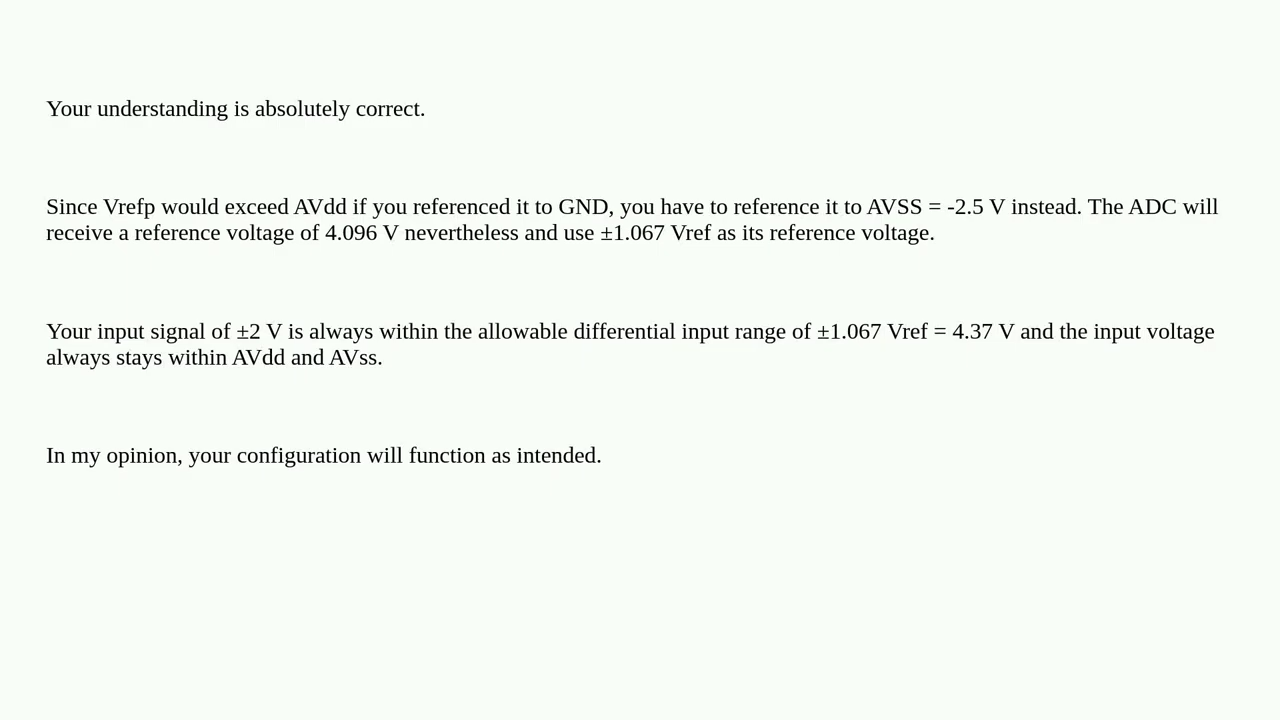 Your understanding is absolutely correct.
Since Vrefp would exceed AVdd if you referenced it to GND, you have to reference it to AVSS = -2.5 V instead. The ADC will
receive a reference voltage of 4.096 V nevertheless and use ±1.067 Vref as its reference voltage.
Your input signal of ±2 V is always within the allowable differential input range of ±1.067 Vref = 4.37 V and the input voltage
always stays within AVdd and AVss.
In my opinion, your configuration will function as intended.